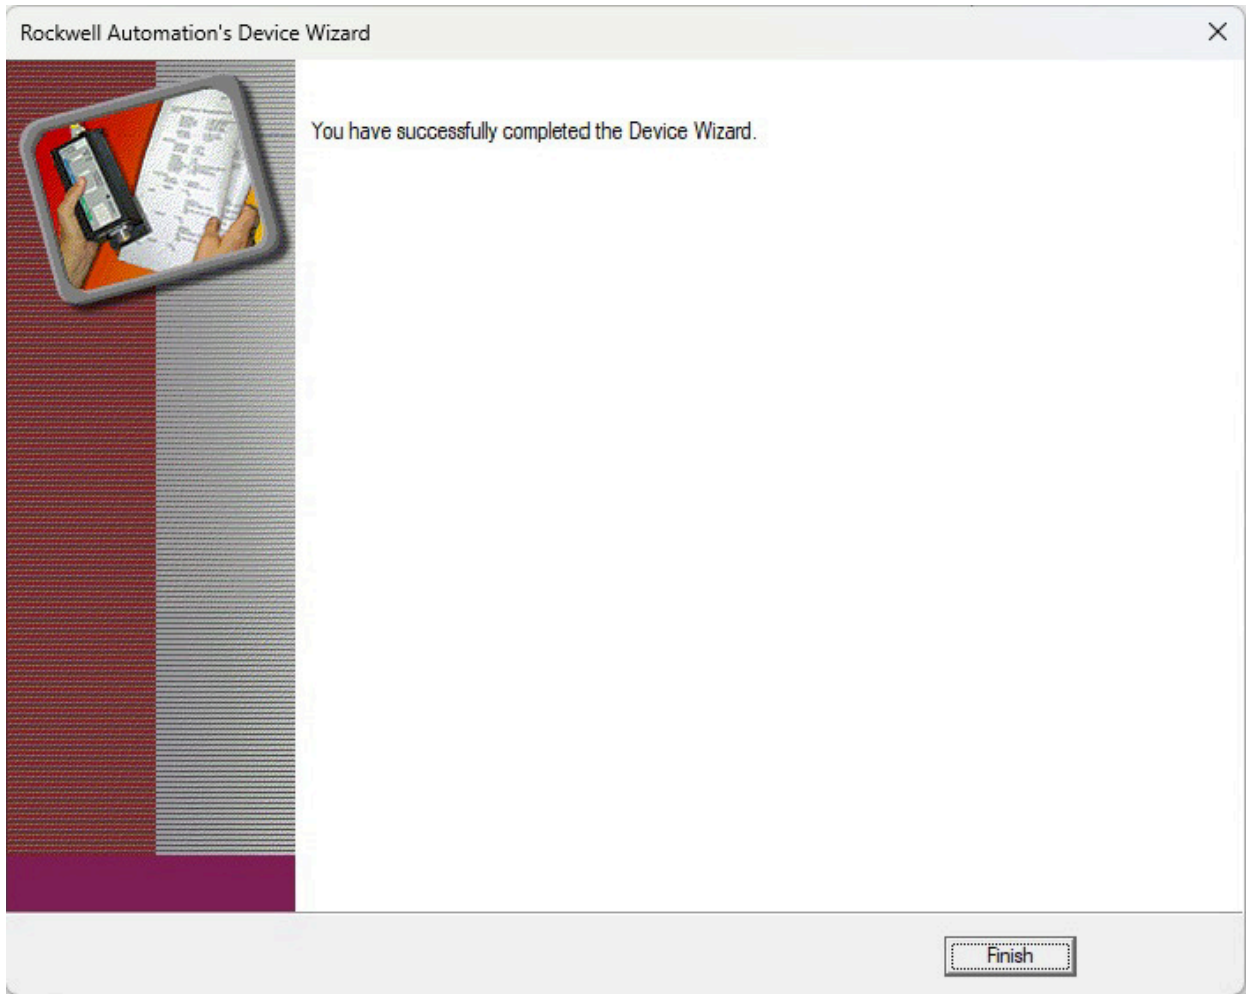 Rockwell Automation's Device Wizard
You have successfully completed the Device Wizard.
Finish